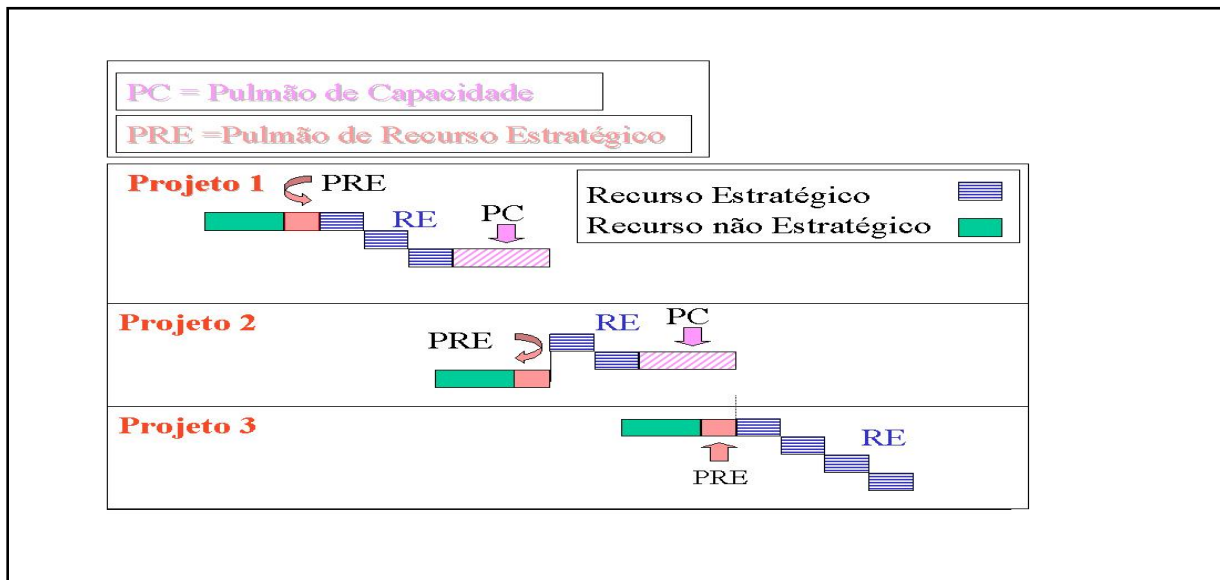 PC = Pulmão de Capacidade
PRE =Pulmão de Recurso Estratégico
Projeto 1
PRE
RE
PC
Recurso Estratégico
Recurso não Estratégico
Projeto 2
PRE
RE
PC
Projeto 3
RE
PRE